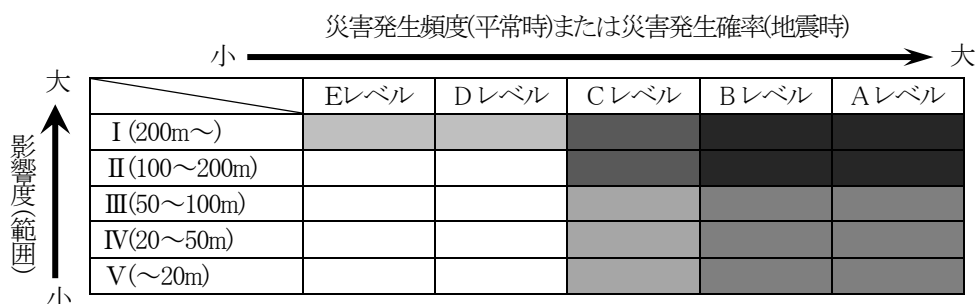 災害発生頻度(平常時)または災害発生確率(地震時)
小 大
大
Eレベル Dレベル Cレベル Bレベル Aレベル
Ⅰ(200m～)
Ⅱ(100～200m)
Ⅲ(50～100m)
Ⅳ(20～50m)
Ⅴ(～20m)
影響度(範囲)
小